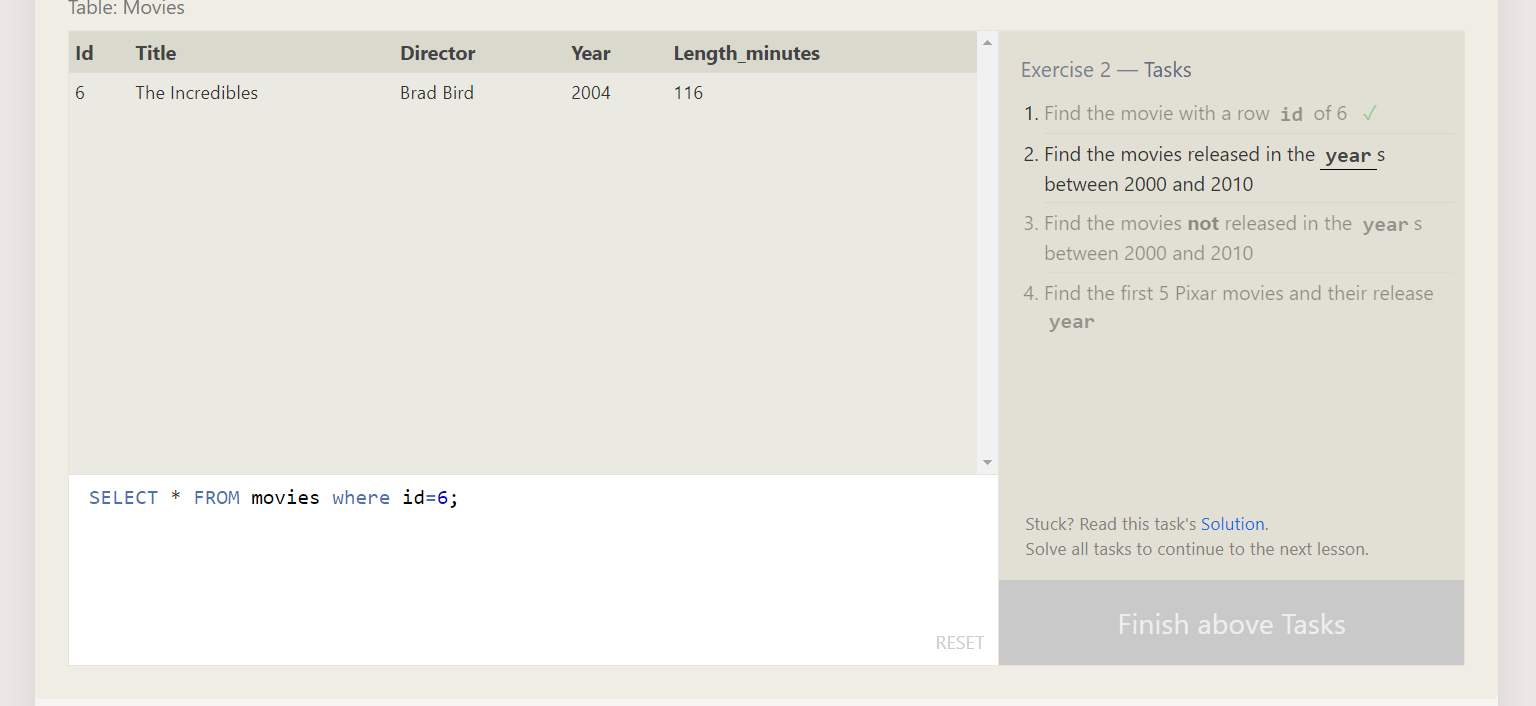 Table: Movies
Id Title Director Year Length_minutes
6 The Incredibles Brad Bird 2004 116
Exercise 2 — Tasks
1. Find the movie with a row id of 6 ✓
2. Find the movies released in the year s
between 2000 and 2010
3. Find the movies not released in the year s
between 2000 and 2010
4. Find the first 5 Pixar movies and their release
year
SELECT * FROM movies where id=6;
RESET
Stuck? Read this task's Solution.
Solve all tasks to continue to the next lesson.
Finish above Tasks